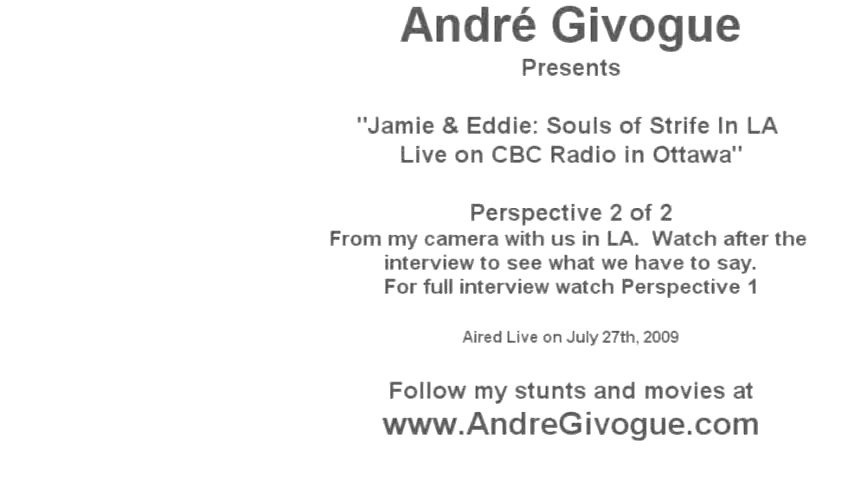 André Givogue
Presents
"Jamie & Eddie: Souls of Strife In LA
Live on CBC Radio in Ottawa"
Perspective 2 of 2
From my camera with us in LA.  Watch after the
interview to see what we have to say.
For full interview watch Perspective 1
Aired Live on July 27th, 2009
Follow my stunts and movies at
www.AndreGivogue.com